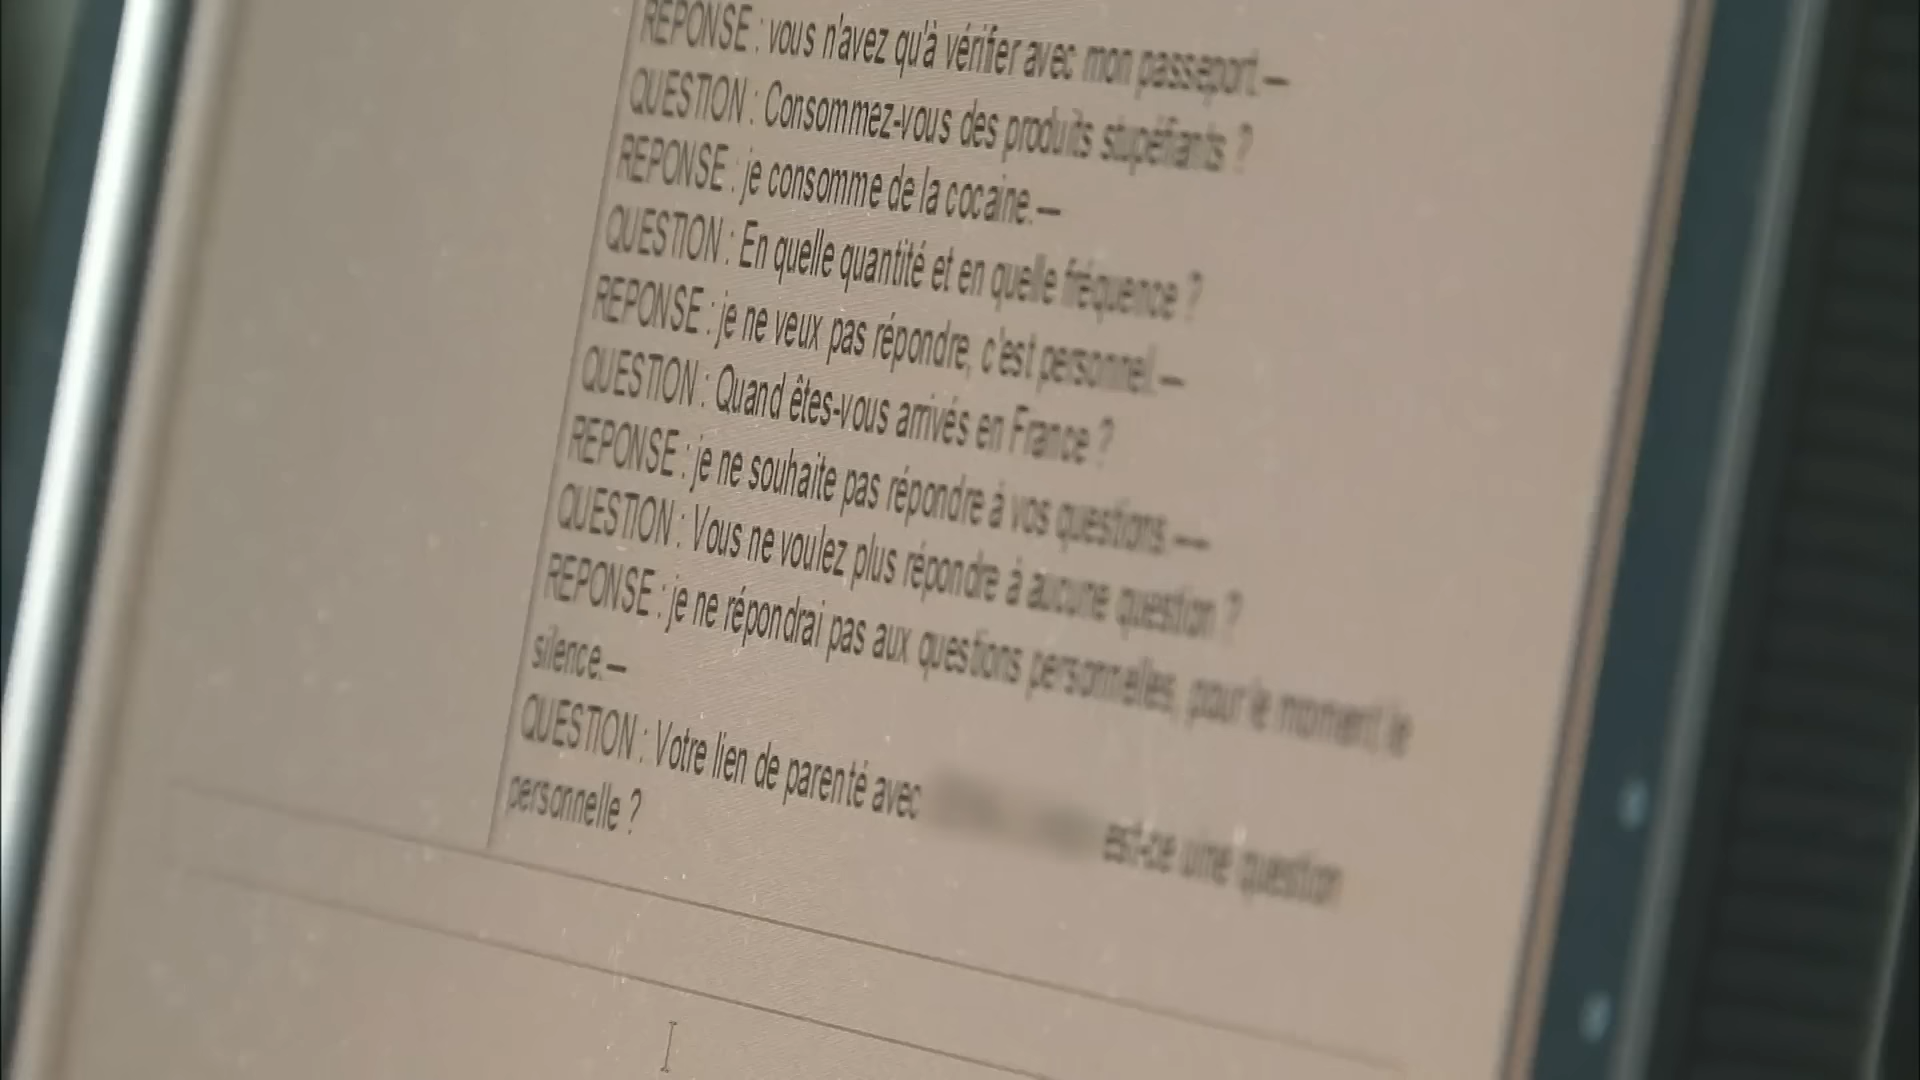 REPONSE : vous n'avez qu'à vérifier avec mon passeport.—
QUESTION : Consommez-vous des produits stupéfiants ?
REPONSE : je consomme de la cocaine.—
QUESTION : En quelle quantité et en quelle fréquence ?
REPONSE : je ne veux pas répondre, c'est personnel.—
QUESTION : Quand êtes-vous arrivés en France ?
REPONSE : je ne souhaite pas répondre à vos questions.—
QUESTION : Vous ne voulez plus répondre à aucune question ?
REPONSE : je ne répondrai pas aux questions personnelles, pour le moment je
silence.—
QUESTION : Votre lien de parenté avec est-ce une question
personnelle ?